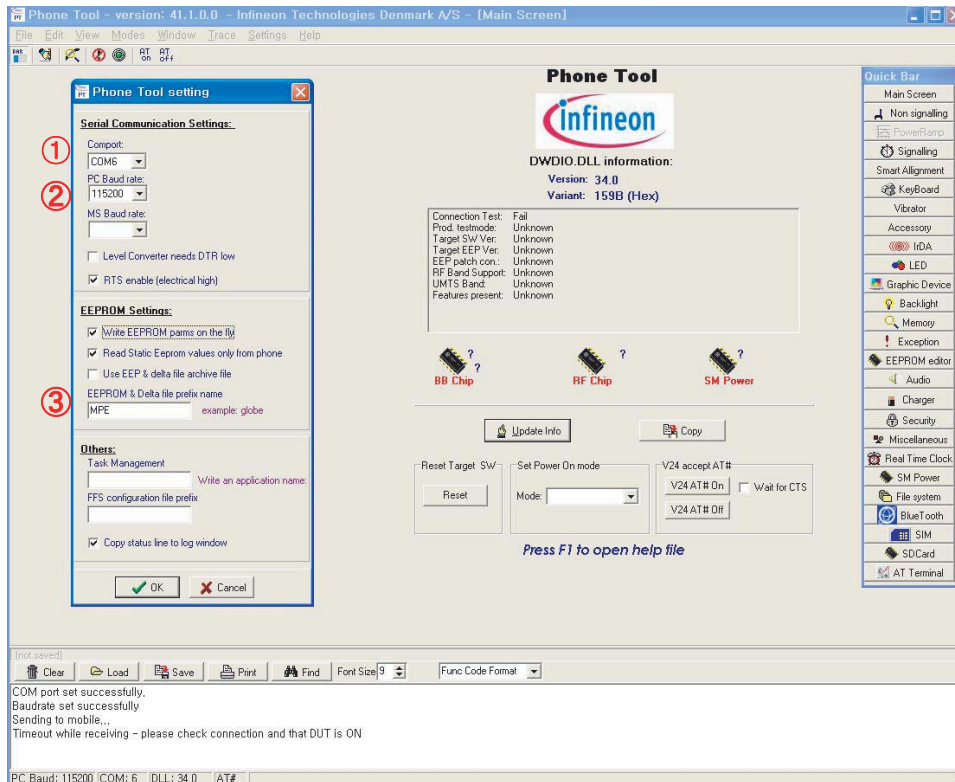 Phone Tool - version: 41.1.0.0 - Infineon Technologies Denmark A/S - [Main Screen]
File Edit View Modes Window Trace Settings Help
AT on AT off
Phone Tool setting
Serial Communication Settings:
①
Comport:
COM6
PC Baud rate:
②
115200
MS Baud rate:
Level Converter needs DTR low
RTS enable (electrical high)
EEPROM Settings:
Write EEPROM parms on the fly
Read Static Eeprom values only from phone
Use EEP & delta file archive file
EEPROM & Delta file prefix name
③
MPE example: globe
Others:
Task Management
Write an application name:
FFS configuration file prefix
Copy status line to log window
OK Cancel
Phone Tool
infineon
DWDIO.DLL information:
Version: 34.0
Variant: 159B (Hex)
Connection Test: Fail
Prod. testmode: Unknown
Target SW Ver: Unknown
Target EEP Ver: Unknown
EEP patch con.: Unknown
RF Band Support: Unknown
UMTS Band: Unknown
Features present: Unknown
? ? ? ?
BB Chip RF Chip SM Power
Update Info Copy
Reset Target SW Set Power On mode V24 accept AT#
Reset Mode: V24 AT# On Wait for CTS
V24 AT# Off
Press F1 to open help file
Quick Bar
Main Screen
Non signalling
PowerRamp
Signalling
Smart Allignment
KeyBoard
Vibrator
Accessory
IrDA
LED
Graphic Device
Backlight
Memory
Exception
EEPROM editor
Audio
Charger
Security
Miscellaneous
Real Time Clock
SM Power
File system
BlueTooth
SIM
SDCard
AT Terminal
(not saved)
Clear Load Save Print Find Font Size 9 Func Code Format
COM port set successfully,
Baudrate set successfully
Sending to mobile,,,
Timeout while receiving - please check connection and that DUT is ON
PC Baud: 115200 COM: 6 DLL: 34.0 AT#